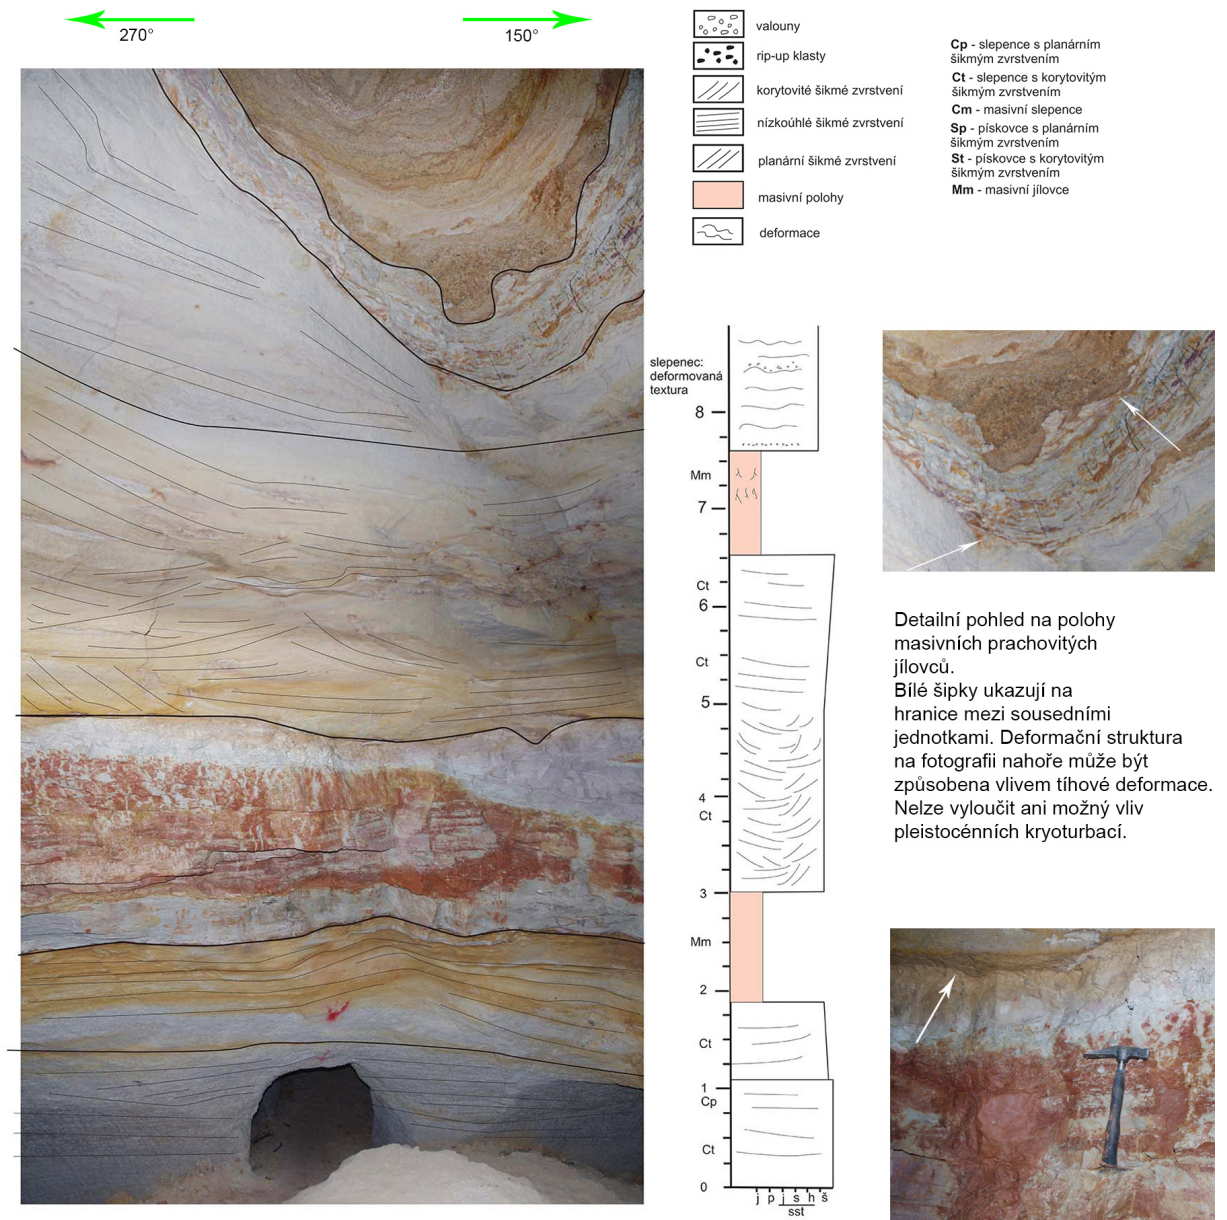 270°
150°
valouny
rip-up klasty
korytovité šikmé zvrstvení
nízkoúhlé šikmé zvrstvení
planární šikmé zvrstvení
masivní polohy
deformace
Cp - slepence s planárním
šikmým zvrstvením
Ct - slepence s korytovitým
šikmým zvrstvením
Cm - masivní slepence
Sp - pískovce s planárním
šikmým zvrstvením
St - pískovce s korytovitým
šikmým zvrstvením
Mm - masivní jílovce
slepenec:
deformovaná
textura
8
Mm
7
Ct
6
Ct
5
4
Ct
3
Mm
2
Ct
1
Cp
Ct
0
j p j s h š
sst
Detailní pohled na polohy
masivních prachovitých
jílovců.
Bílé šipky ukazují na
hranice mezi sousedními
jednotkami. Deformační struktura
na fotografii nahoře může být
způsobena vlivem tíhové deformace.
Nelze vyloučit ani možný vliv
pleistocénních kryoturbací.